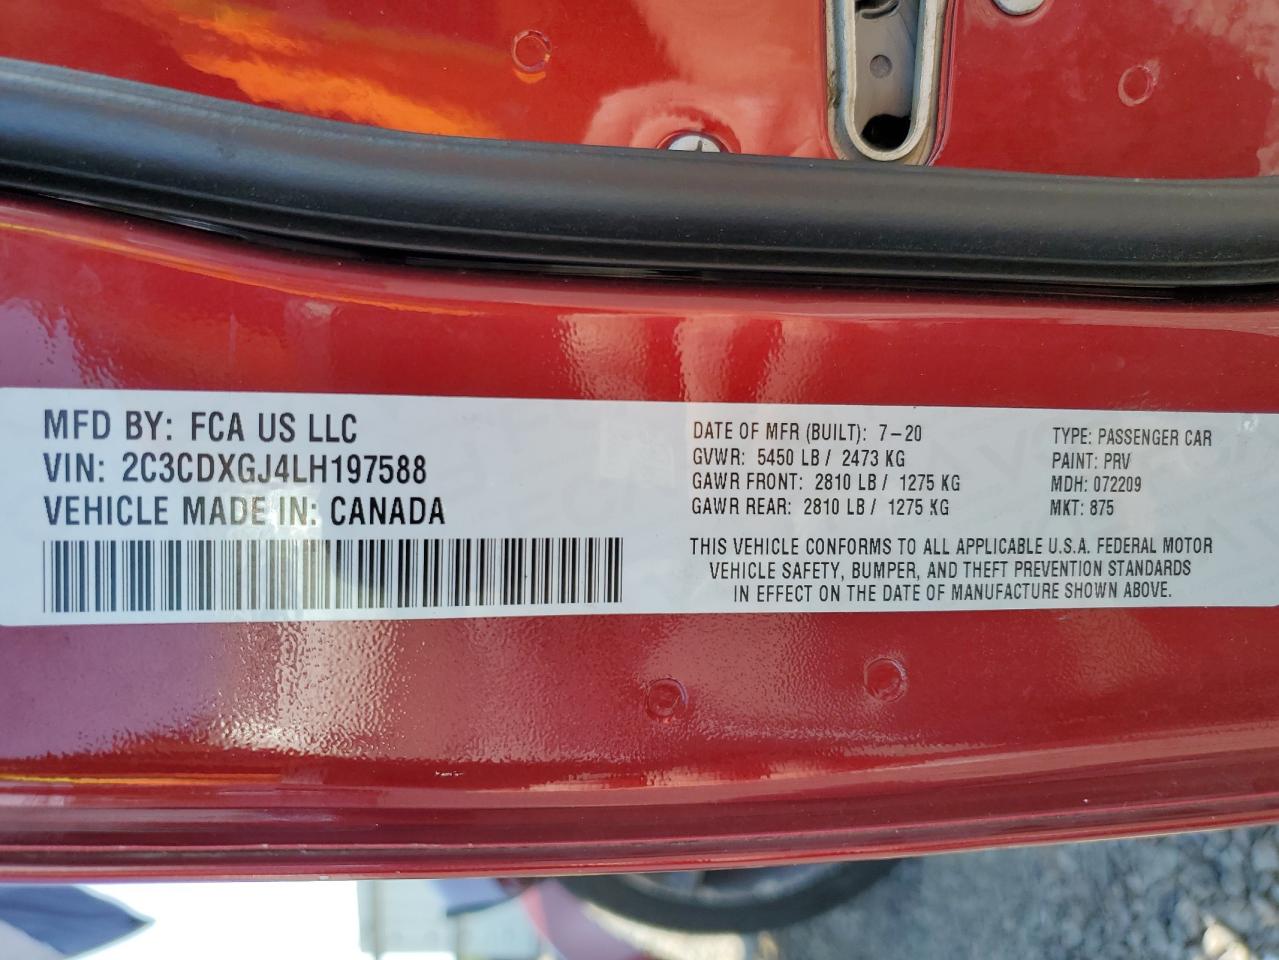 MFD BY: FCA US LLC
VIN: 2C3CDXGJ4LH197588
VEHICLE MADE IN: CANADA
DATE OF MFR (BUILT): 7-20
GVWR: 5450 LB / 2473 KG
GAWR FRONT: 2810 LB / 1275 KG
GAWR REAR: 2810 LB / 1275 KG
TYPE: PASSENGER CAR
PAINT: PRV
MDH: 072209
MKT: 875
THIS VEHICLE CONFORMS TO ALL APPLICABLE U.S.A. FEDERAL MOTOR
VEHICLE SAFETY, BUMPER, AND THEFT PREVENTION STANDARDS
IN EFFECT ON THE DATE OF MANUFACTURE SHOWN ABOVE.